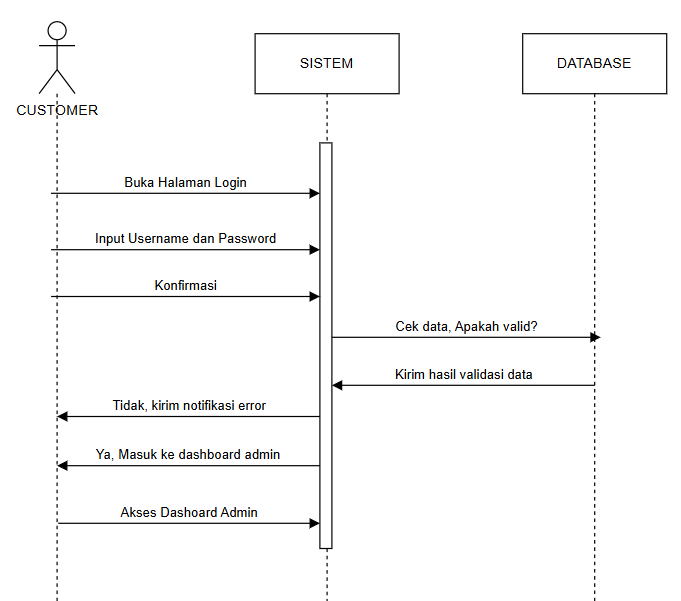 CUSTOMER
SISTEM
DATABASE
Buka Halaman Login
Input Username dan Password
Konfirmasi
Cek data, Apakah valid?
Kirim hasil validasi data
Tidak, kirim notifikasi error
Ya, Masuk ke dashboard admin
Akses Dashoard Admin